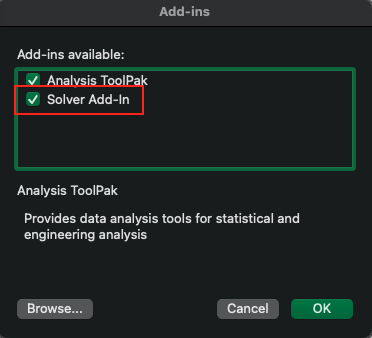 Add-ins
Add-ins available:
Analysis ToolPak
Solver Add-In
Analysis ToolPak
Provides data analysis tools for statistical and
engineering analysis
Browse...
Cancel
OK